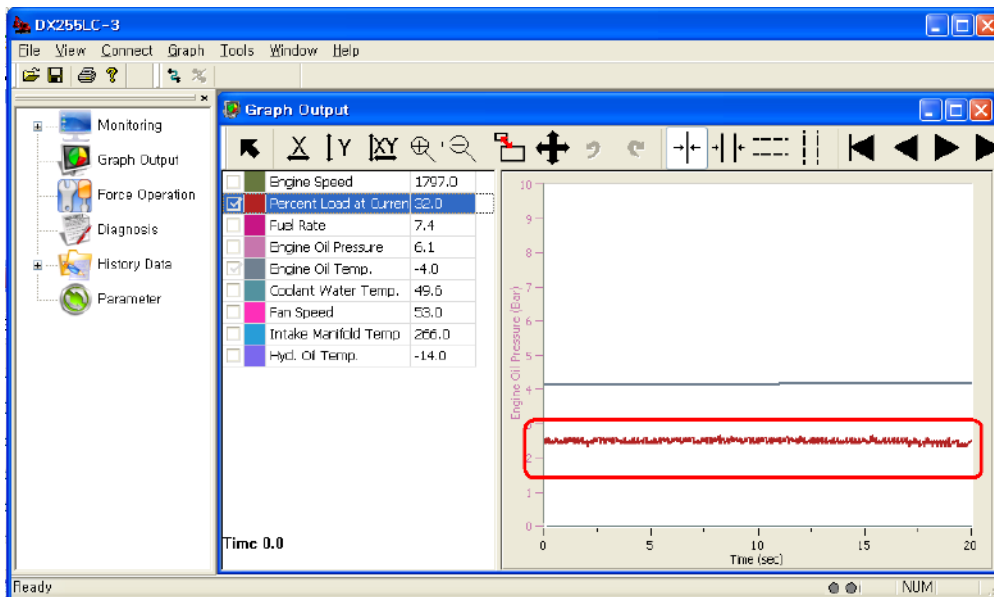 DX255LC-3
File View Connect Graph Tools Window Help
Monitoring
Graph Output
Force Operation
Diagnosis
History Data
Parameter
Graph Output
X Y XY
Engine Speed 1797.0
Percent Load at Curren 32.0
Fuel Rate 7.4
Engine Oil Pressure 6.1
Engine Oil Temp. -4.0
Coolant Water Temp. 49.6
Fan Speed 53.0
Intake Manifold Temp 266.0
Hyd. Oil Temp. -14.0
Time 0.0
Engine Oil Pressure (Bar)
10
9
8
7
6
5
4
3
2
1
0
0 5 10 15 20
Time (sec)
Ready NUM